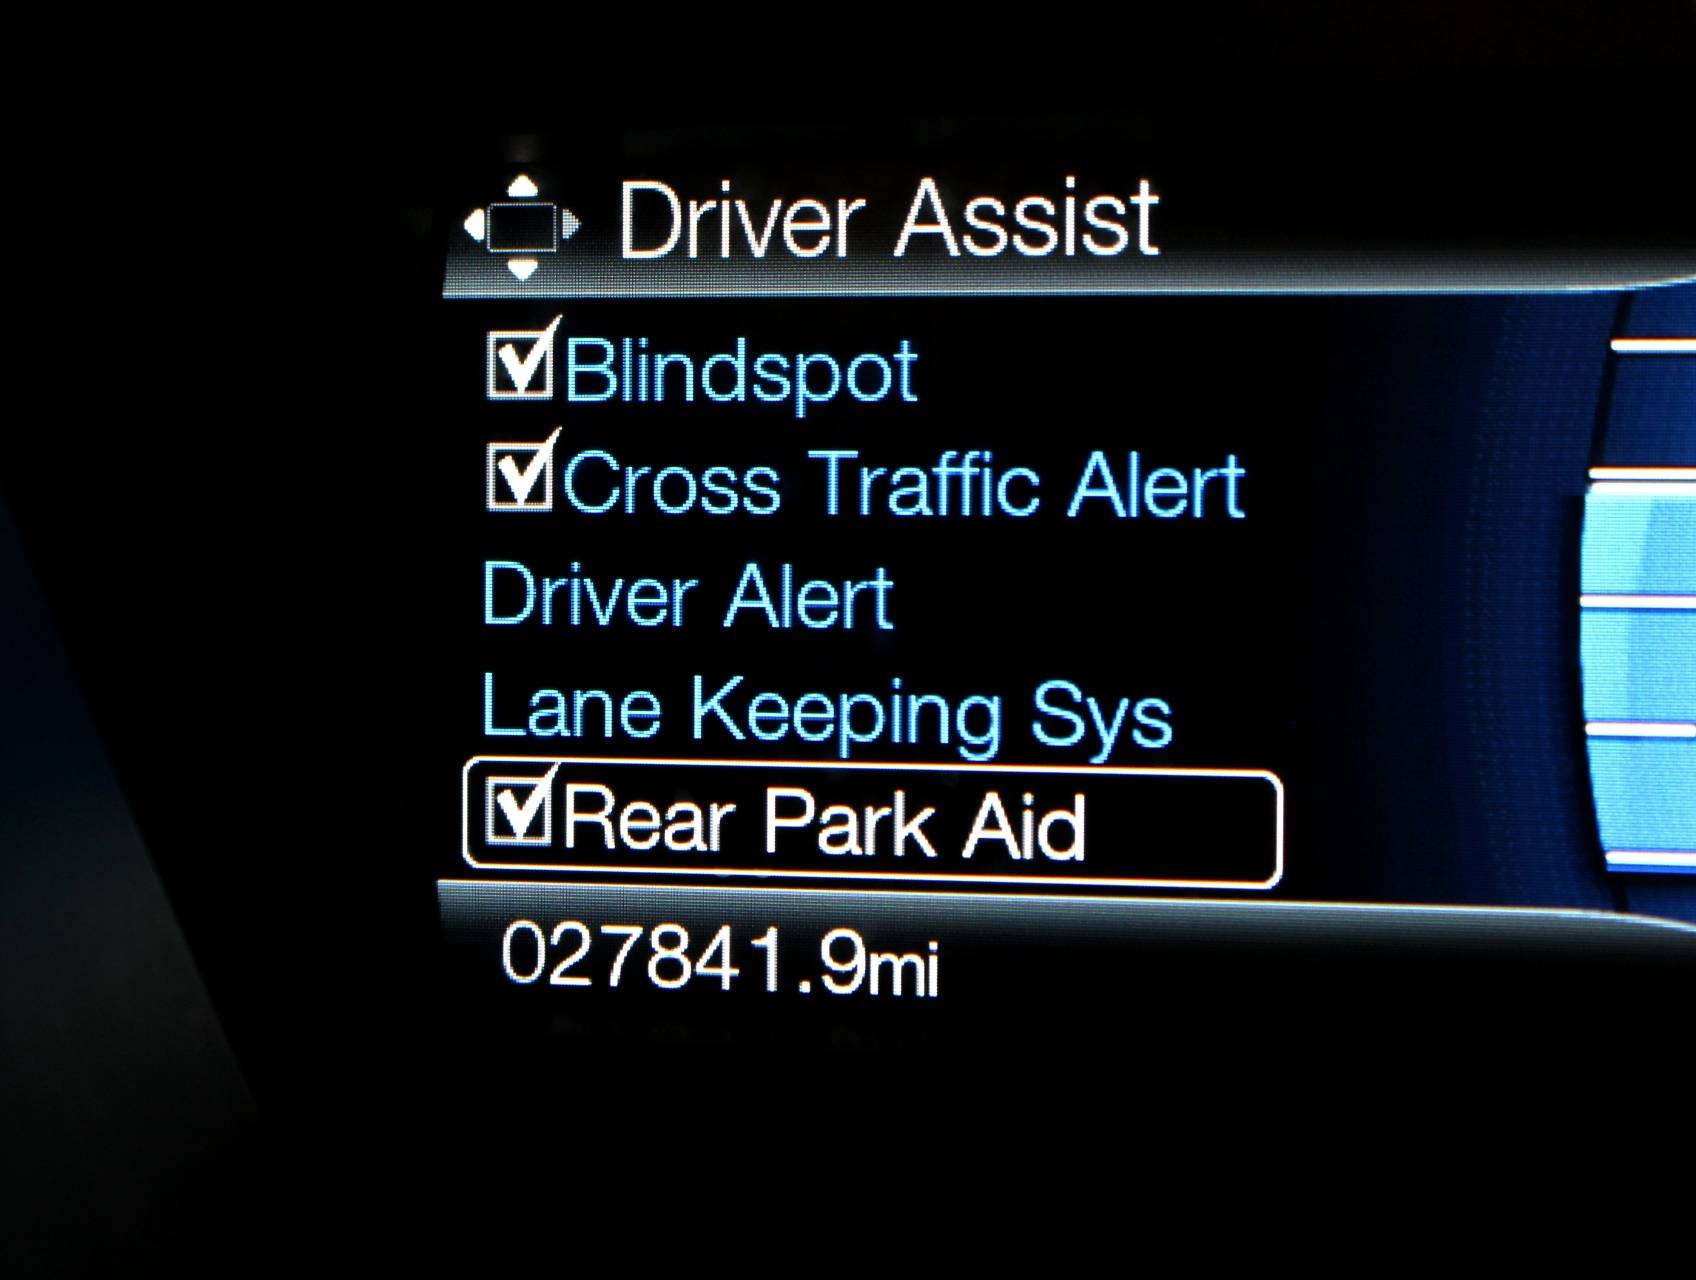 Driver Assist
Blindspot
Cross Traffic Alert
Driver Alert
Lane Keeping Sys
Rear Park Aid
027841.9mi